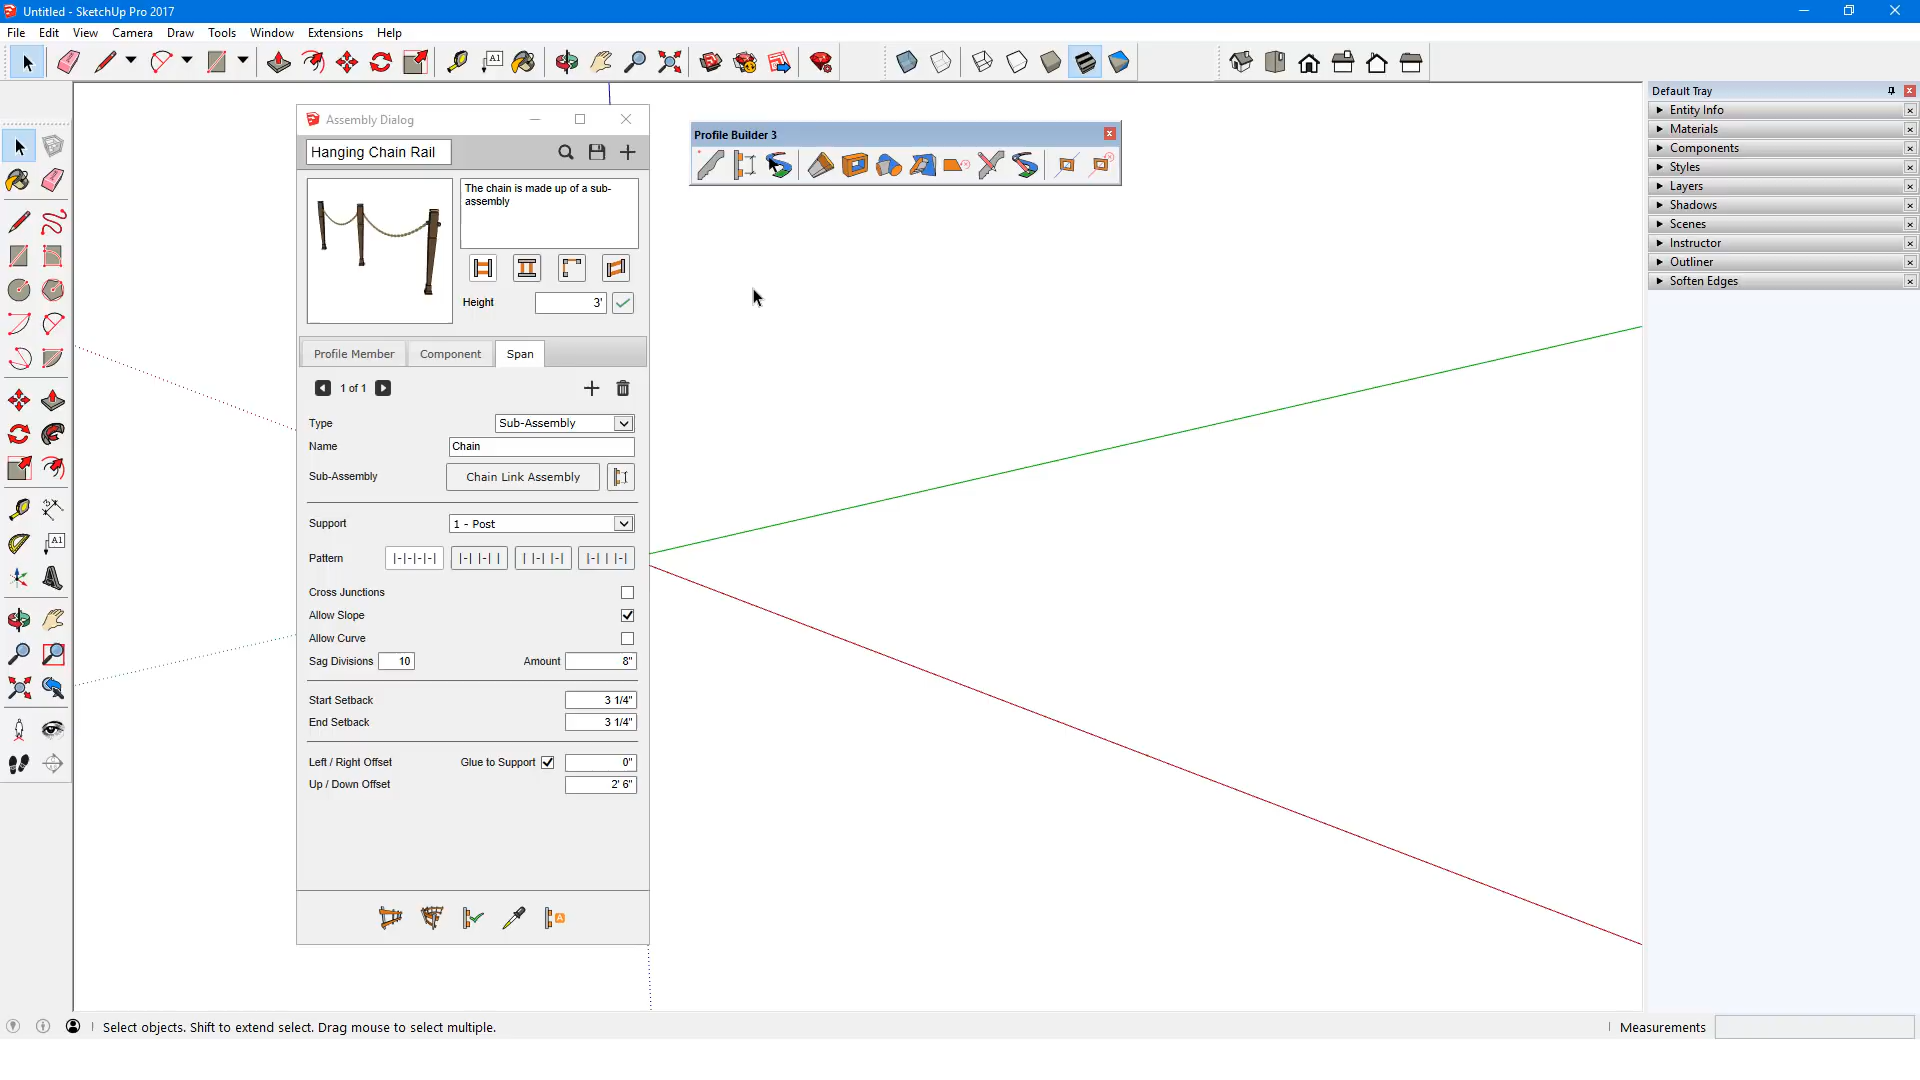 Untitled - SketchUp Pro 2017
File Edit View Camera Draw Tools Window Extensions Help
A1
Assembly Dialog
Hanging Chain Rail
The chain is made up of a sub-
assembly
Height 3'
Profile Member Component Span
1 of 1
Type Sub-Assembly
Name Chain
Sub-Assembly Chain Link Assembly
Support 1 - Post
Pattern |-|-|-|-| |-| |-| | | |-| |-| |-| | |-|
Cross Junctions
Allow Slope
Allow Curve
Sag Divisions 10 Amount 8"
Start Setback 3 1/4"
End Setback 3 1/4"
Left / Right Offset Glue to Support 0"
Up / Down Offset 2' 6"
A
Profile Builder 3
Default Tray
Entity Info
Materials
Components
Styles
Layers
Shadows
Scenes
Instructor
Outliner
Soften Edges
A1
Select objects. Shift to extend select. Drag mouse to select multiple.
Measurements